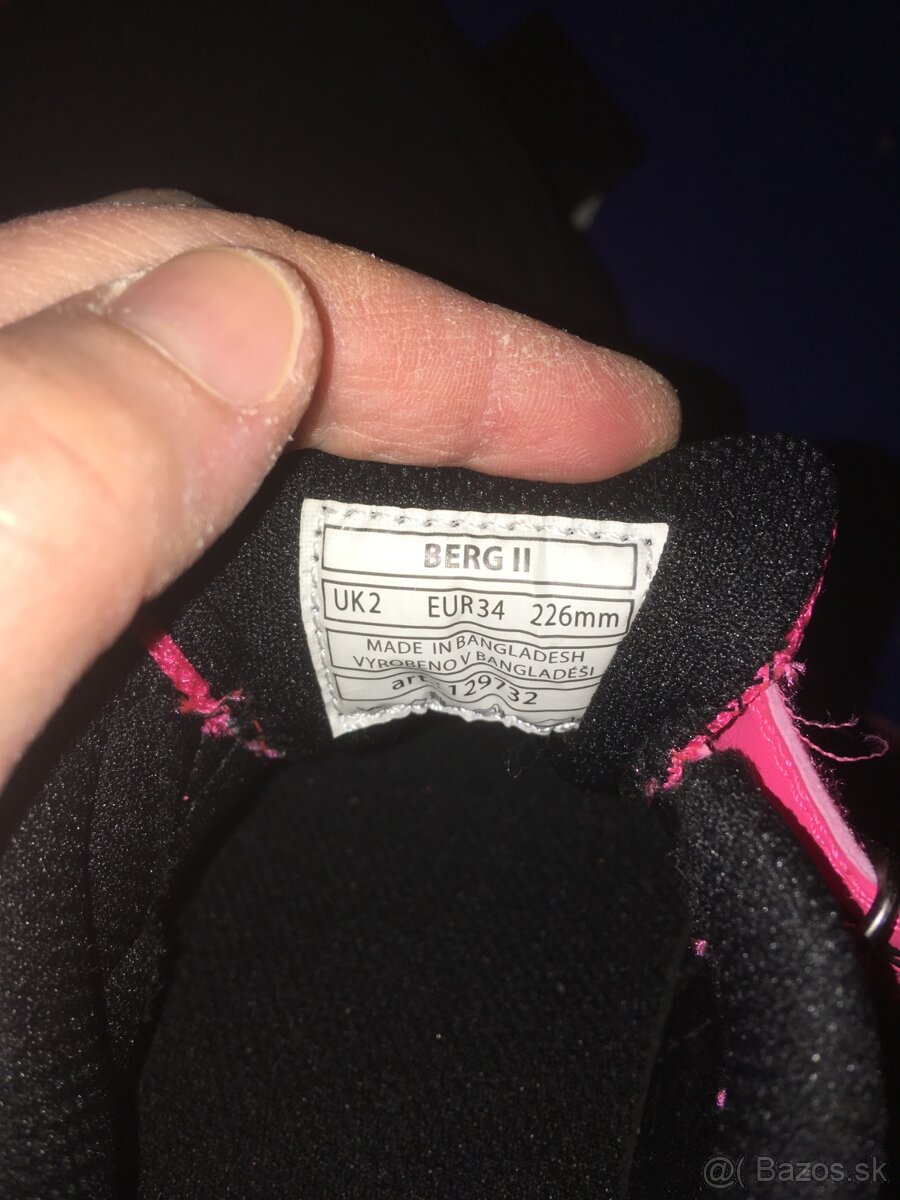 BERG II
UK2 EUR34 226mm
MADE IN BANGLADESH
VYROBENO V BANGLADÉŠI
art.: 129732
@( Bazos.sk